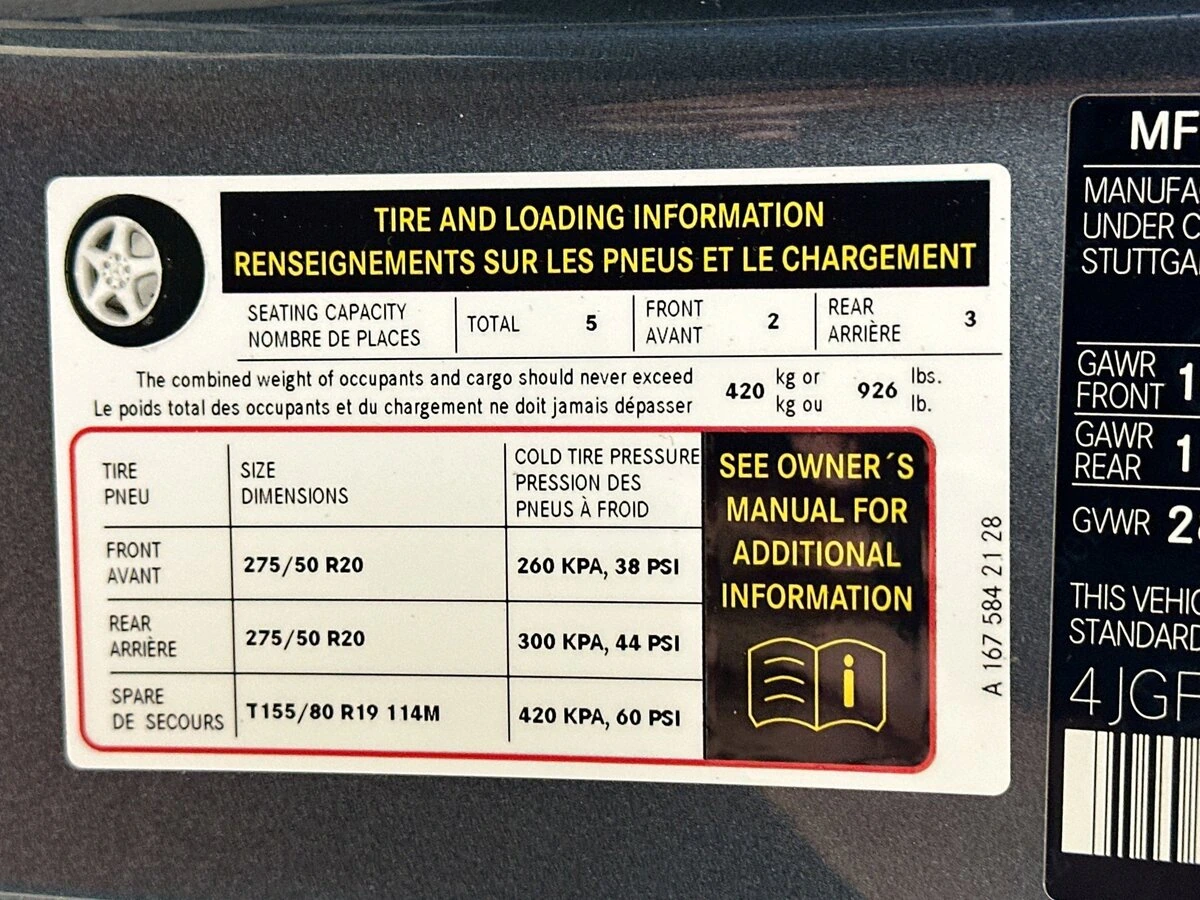 TIRE AND LOADING INFORMATION
RENSEIGNEMENTS SUR LES PNEUS ET LE CHARGEMENT
SEATING CAPACITY
NOMBRE DE PLACES
TOTAL 5
FRONT
AVANT
2
REAR
ARRIÈRE
3
The combined weight of occupants and cargo should never exceed
Le poids total des occupants et du chargement ne doit jamais dépasser
420 kg or
kg ou
926 lbs.
lb.
TIRE
PNEU
SIZE
DIMENSIONS
COLD TIRE PRESSURE
PRESSION DES
PNEUS À FROID
FRONT
AVANT
275/50 R20
260 KPA, 38 PSI
REAR
ARRIÈRE
275/50 R20
300 KPA, 44 PSI
SPARE
DE SECOURS
T155/80 R19 114M
420 KPA, 60 PSI
SEE OWNER´S
MANUAL FOR
ADDITIONAL
INFORMATION
A 167 584 21 28
UNDER
GAWR
FRONT
GAWR
REAR
GVWR
THIS
STANDARD
4JGF